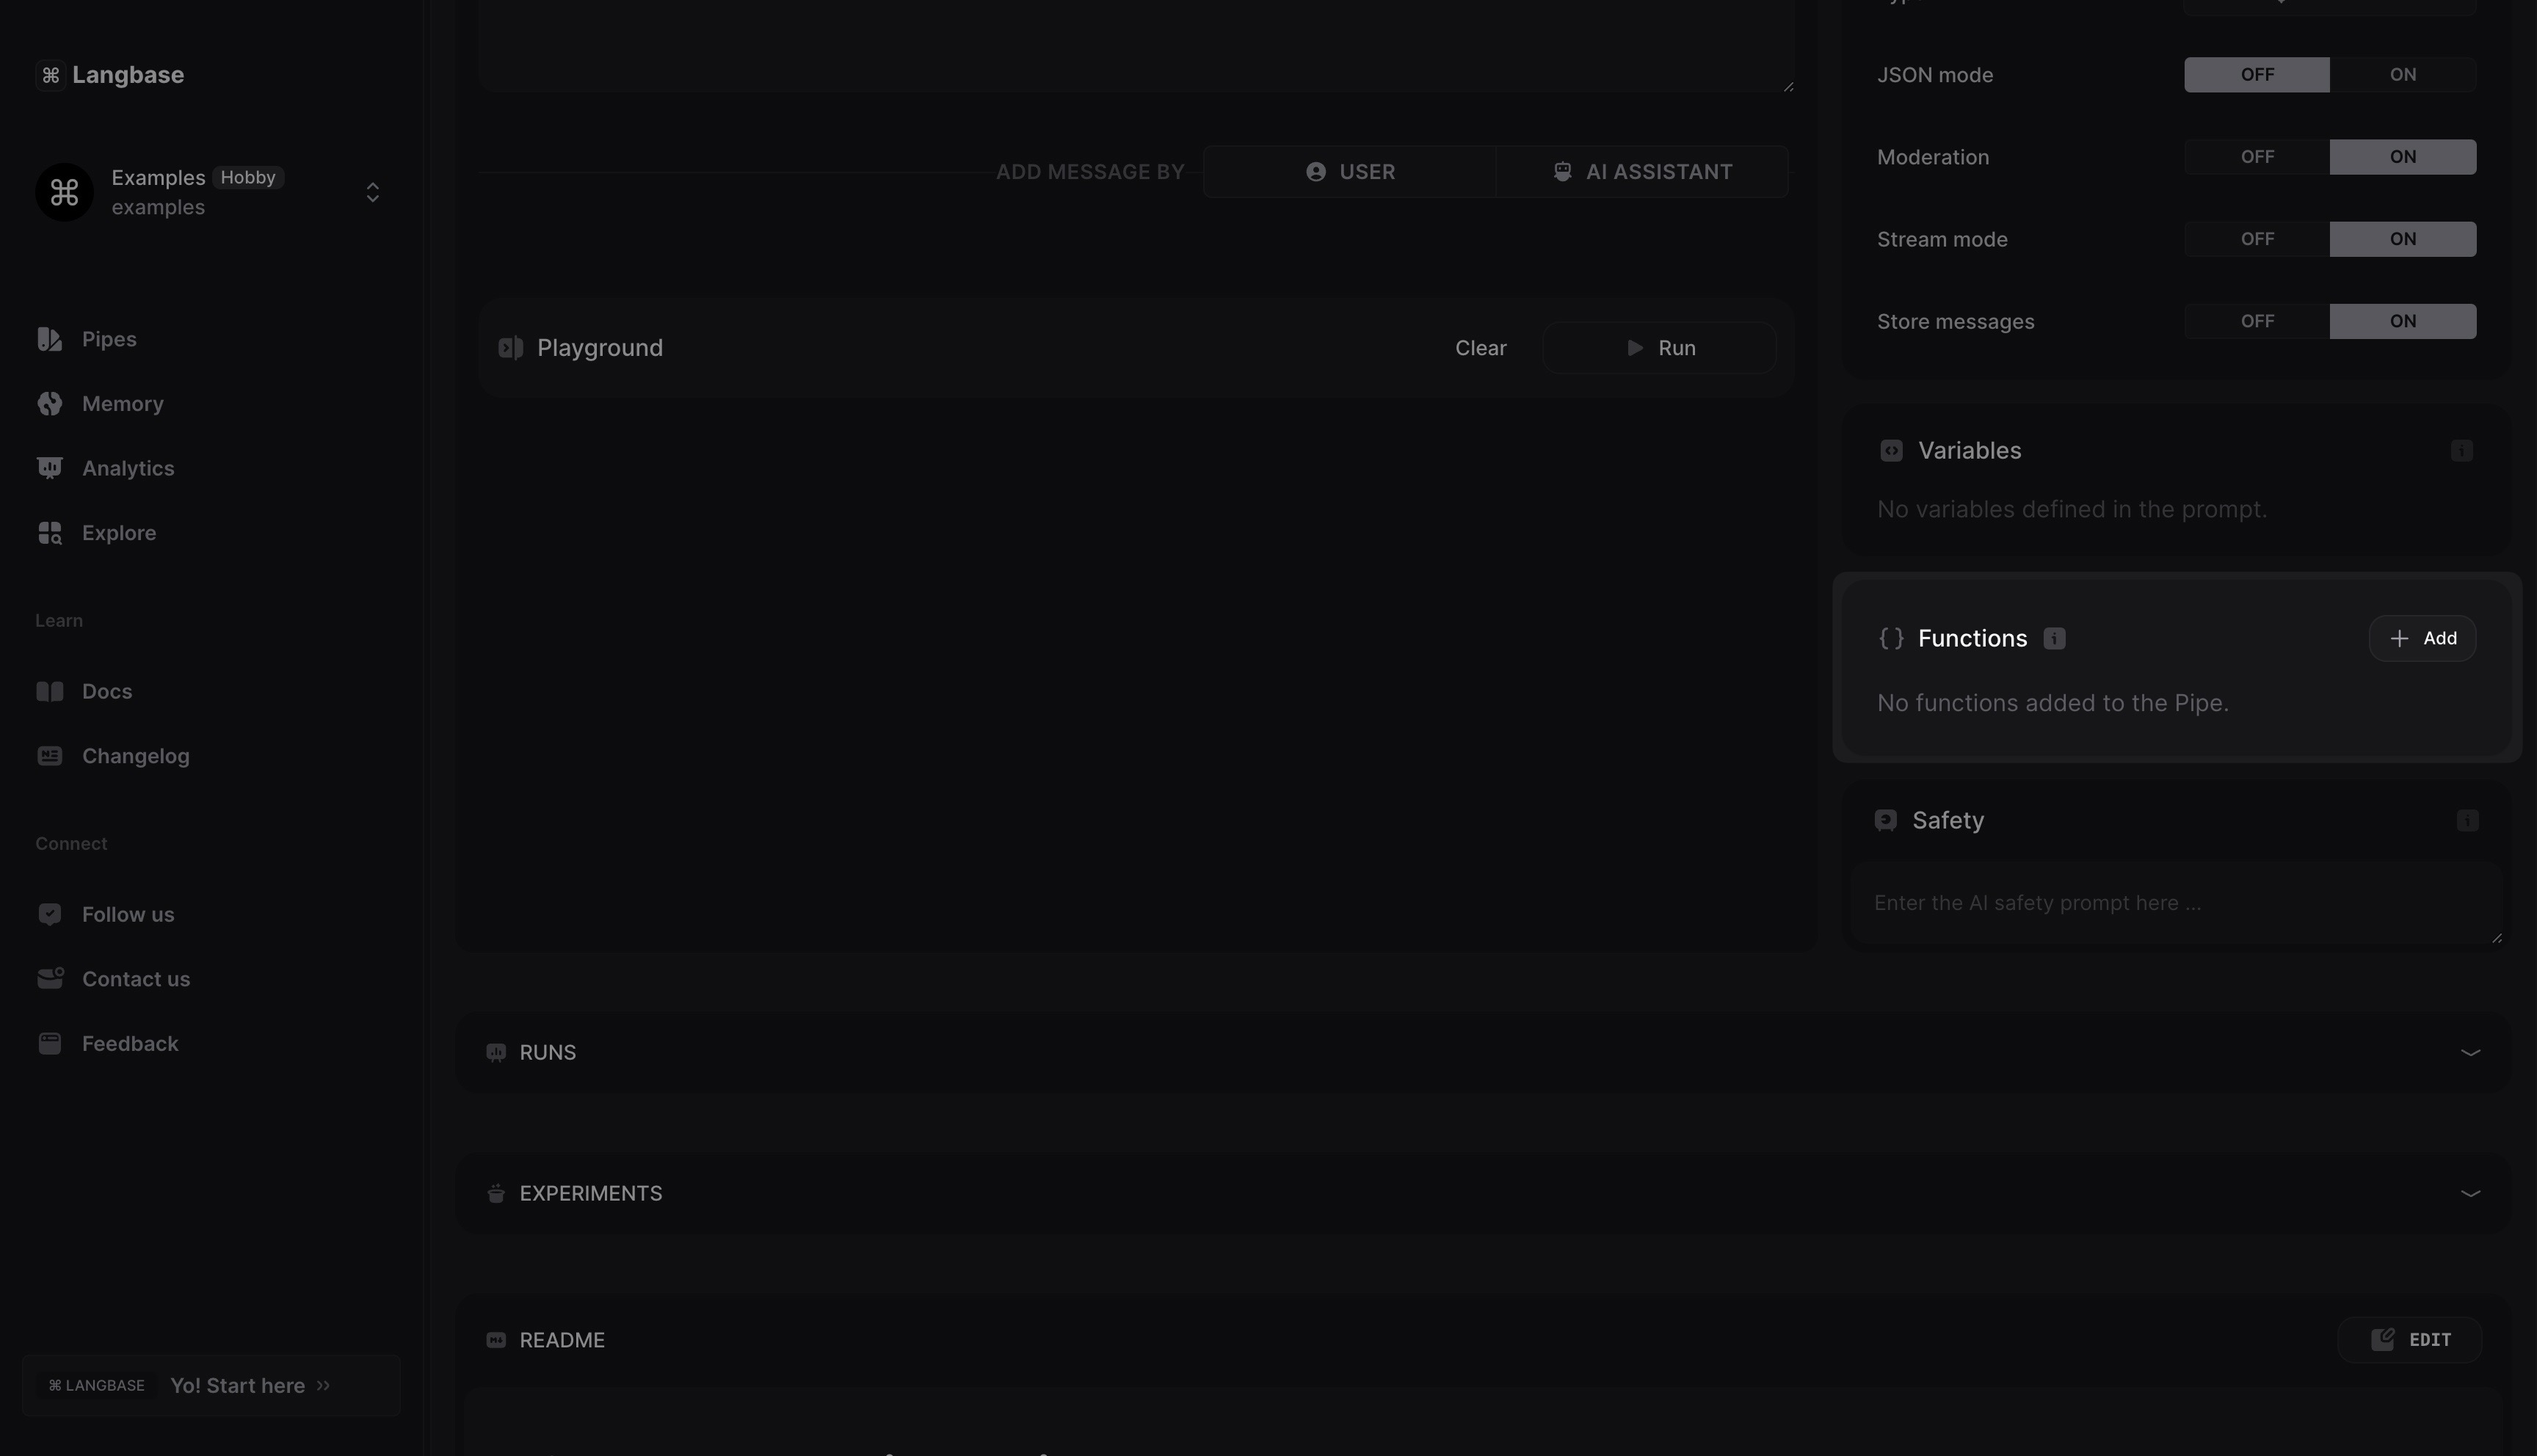 Langbase
Examples Hobby
examples
Pipes
Memory
Analytics
Explore
Learn
Docs
Changelog
Connect
Follow us
Contact us
Feedback
⌘ LANGBASE Yo! Start here
ADD MESSAGE BY USER AI ASSISTANT
Playground Clear Run
JSON mode OFF ON
Moderation OFF ON
Stream mode OFF ON
Store messages OFF ON
Variables
No variables defined in the prompt.
Functions Add
No functions added to the Pipe.
Safety
Enter the AI safety prompt here ...
RUNS
EXPERIMENTS
README EDIT